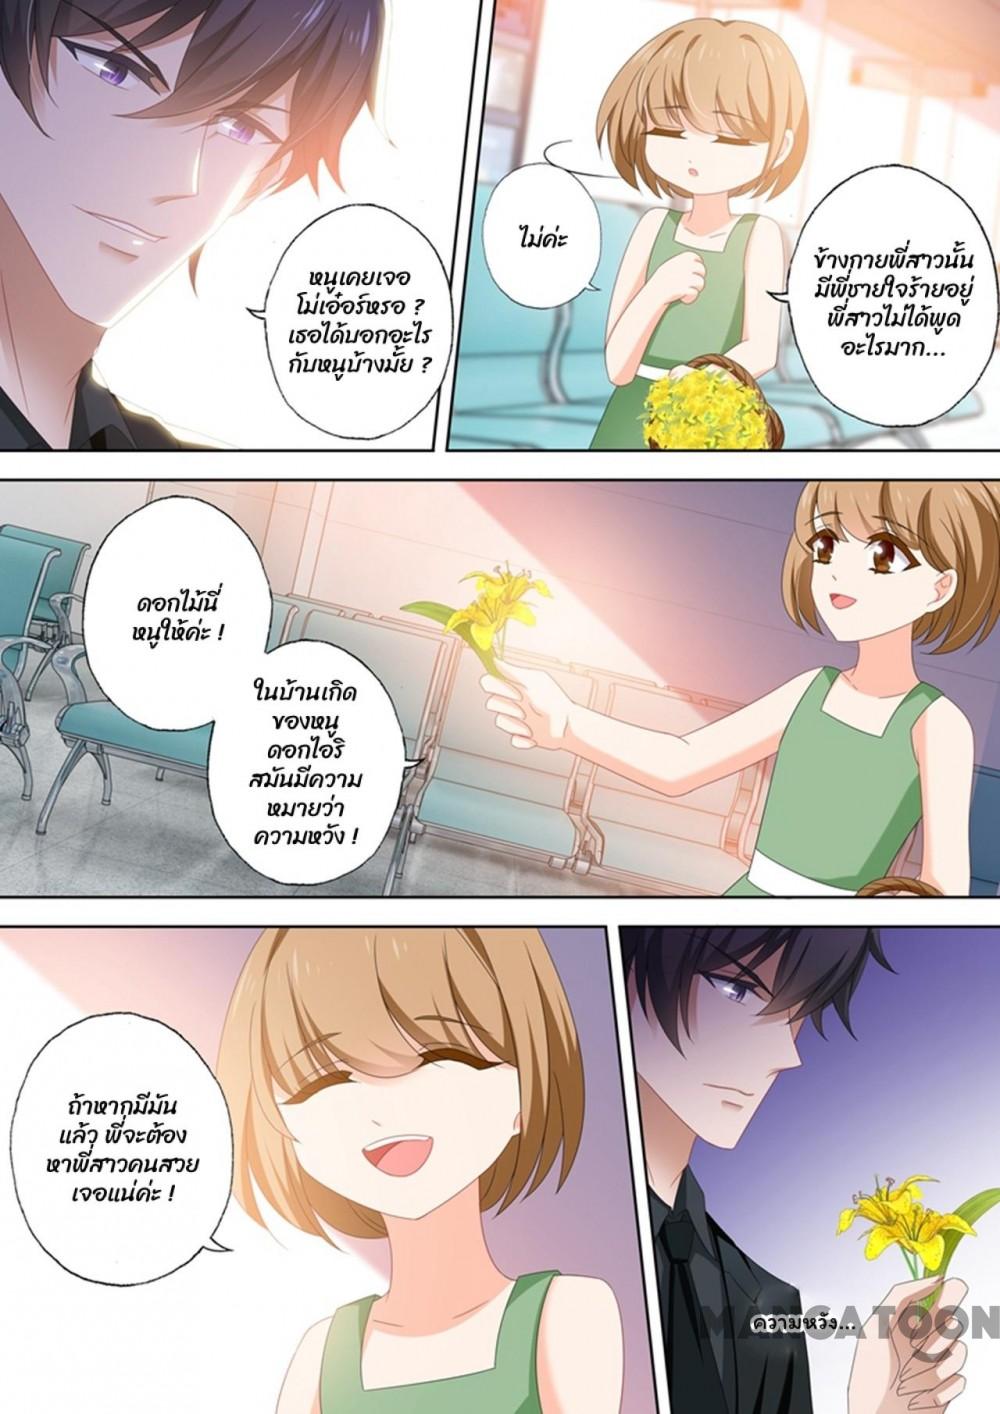 หนูเคยเจอ
โม่เอ๋อร์หรอ ?
เธอได้บอกอะไร
กับหนูบ้างมั้ย ?
ไม่ค่ะ
ข้างกายพี่สาวนั้น
มีพี่ชายใจร้ายอยู่
พี่สาวไม่ได้พูด
อะไรมาก...
ดอกไม้นี่
หนูให้ค่ะ !
ในบ้านเกิด
ของหนู
ดอกไอริ
สมันมีความ
หมายว่า
ความหวัง !
ถ้าหากมีมัน
แล้ว พี่จะต้อง
หาพี่สาวคนสวย
เจอแน่ค่ะ !
ความหวัง...
MANGATOON